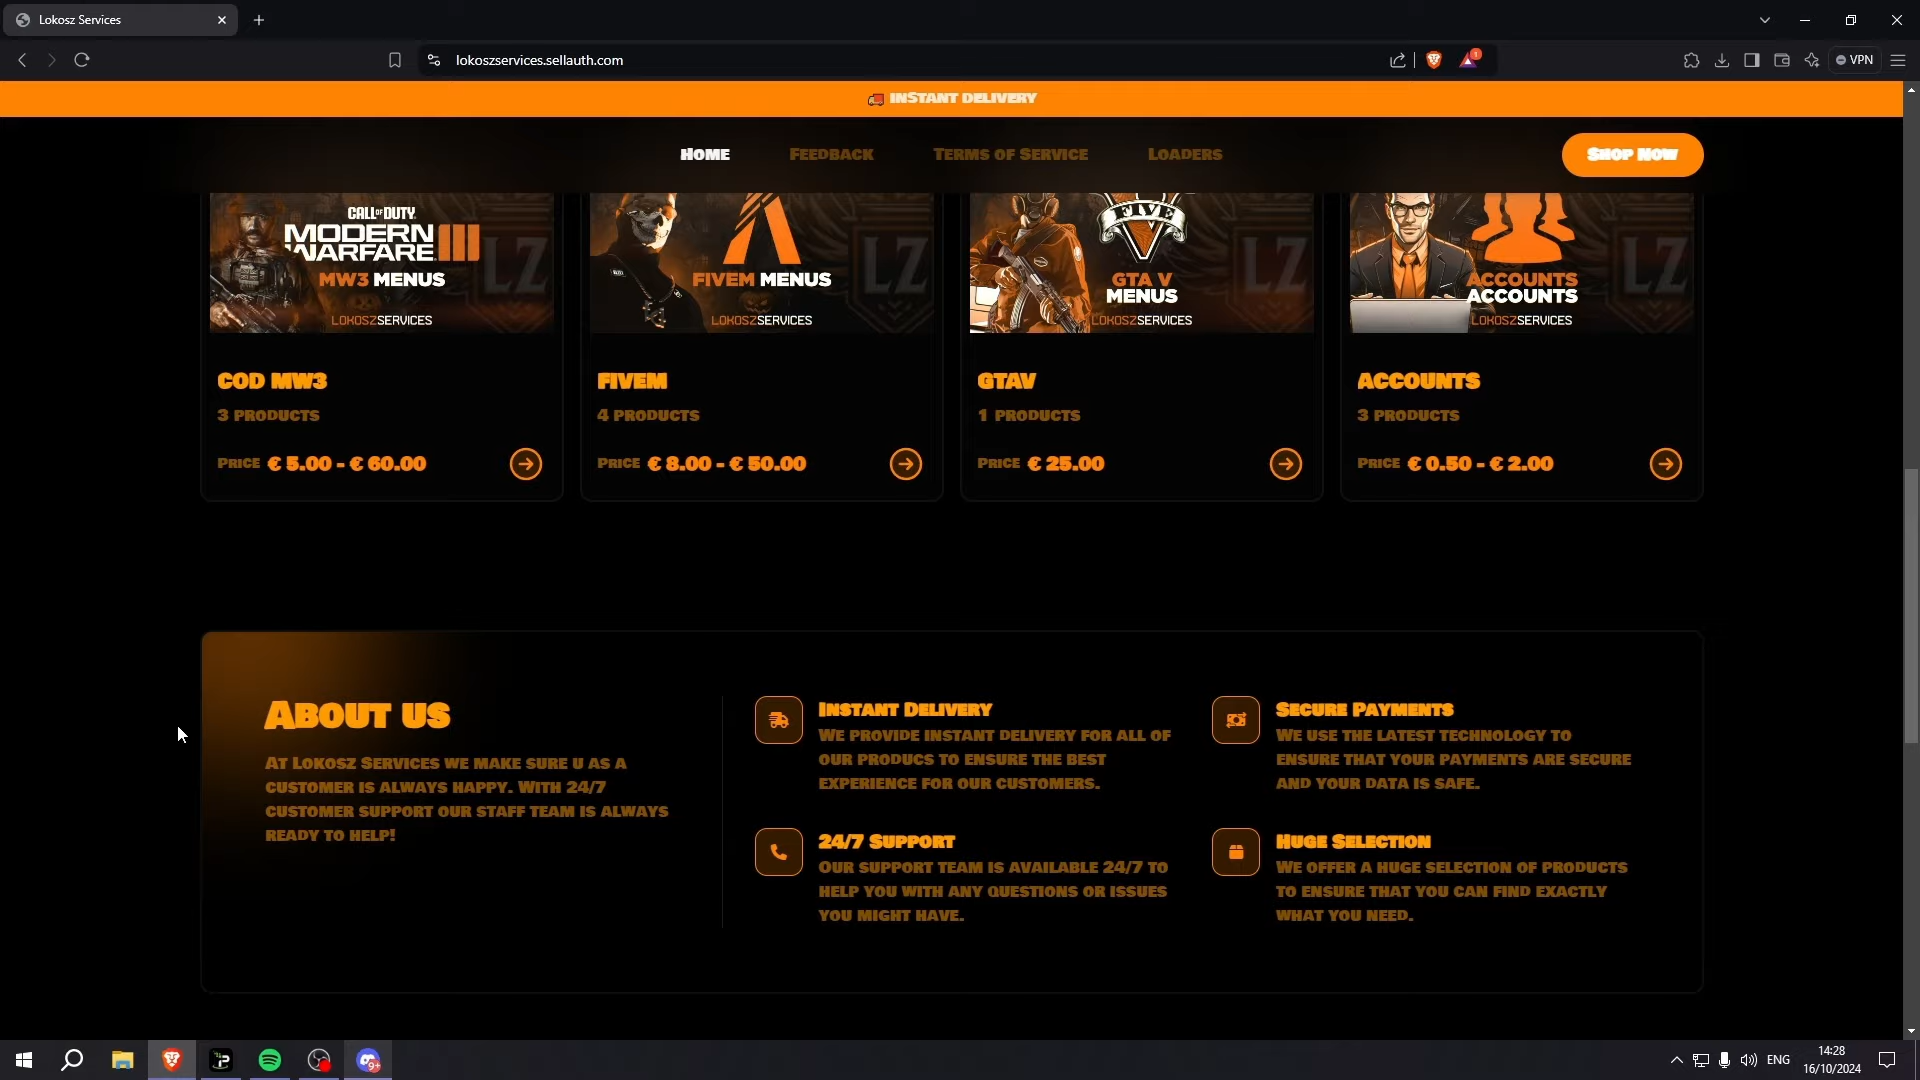 Lokosz Services
lokoszservices.sellauth.com
1
VPN
INSTANT DELIVERY
Home
Feedback
Terms of Service
Loaders
Shop Now
CALL OF DUTY
MODERN
WARFARE III
MW3 MENUS
LOKOSZSERVICES
LZ
FIVEM MENUS
LOKOSZSERVICES
LZ
FIVE
GTA V
MENUS
LOKOSZSERVICES
LZ
ACCOUNTS
ACCOUNTS
LOKOSZSERVICES
LZ
COD MW3
3 products
Price € 5.00 - € 60.00
FIVEM
4 products
Price € 8.00 - € 50.00
GTAV
1 products
Price € 25.00
ACCOUNTS
3 products
Price € 0.50 - € 2.00
About us
At Lokosz Services we make sure u as a
customer is always happy. With 24/7
customer support our staff team is always
ready to help!
Instant Delivery
We provide instant delivery for all of
our producs to ensure the best
experience for our customers.
Secure Payments
We use the latest technology to
ensure that your payments are secure
and your data is safe.
24/7 Support
Our support team is available 24/7 to
help you with any questions or issues
you might have.
Huge Selection
We offer a huge selection of products
to ensure that you can find exactly
what you need.
9+
ENG
14:28
16/10/2024